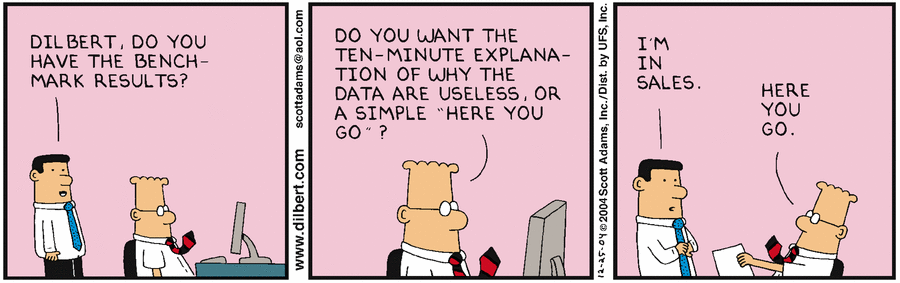 DILBERT, DO YOU
HAVE THE BENCH-
MARK RESULTS?
www.dilbert.com scottadams@aol.com
DO YOU WANT THE
TEN-MINUTE EXPLANA-
TION OF WHY THE
DATA ARE USELESS, OR
A SIMPLE "HERE YOU
GO"?
12-25-04 © 2004 Scott Adams, Inc./Dist. by UFS, Inc.
I'M
IN
SALES.
HERE
YOU
GO.